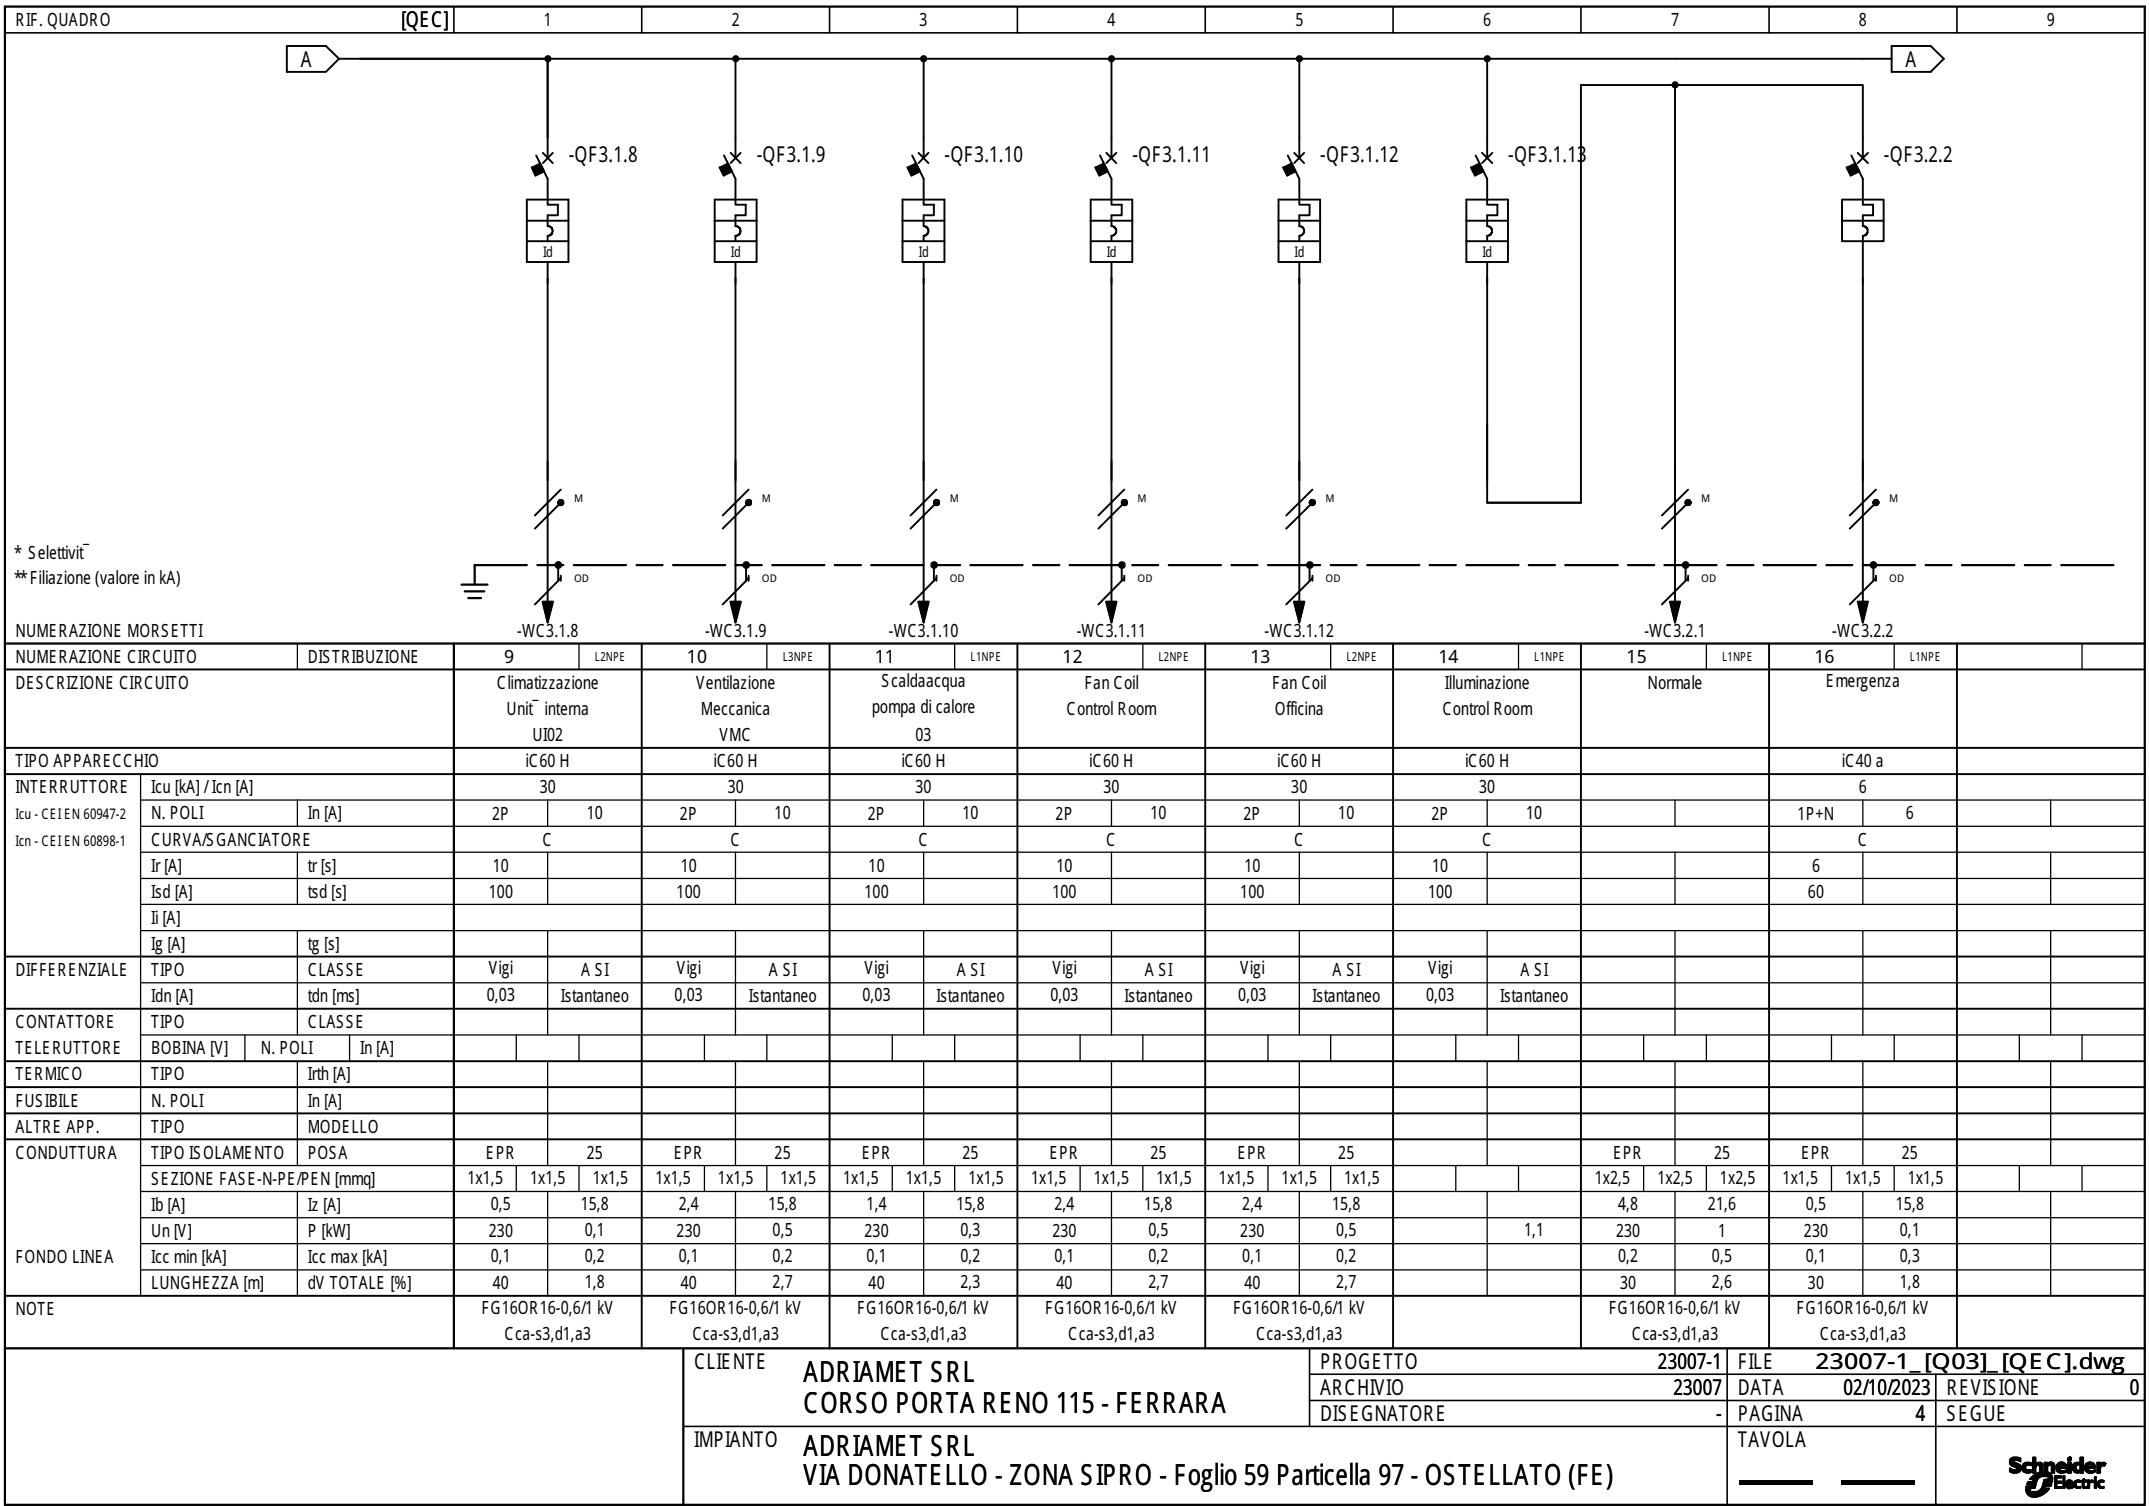 RIF. QUADRO [QEC] 1 2 3 4 5 6 7 8 9
A A
-QF3.1.8 -QF3.1.9 -QF3.1.10 -QF3.1.11 -QF3.1.12 -QF3.1.13 -QF3.2.2
Id Id Id Id Id Id
M M M M M M M
* Selettivit¯
** Filiazione (valore in kA)
OD OD OD OD OD OD OD
NUMERAZIONE MORSETTI -WC3.1.8 -WC3.1.9 -WC3.1.10 -WC3.1.11 -WC3.1.12 -WC3.2.1 -WC3.2.2
NUMERAZIONE CIRCUITO DISTRIBUZIONE 9 L2NPE 10 L3NPE 11 L1NPE 12 L2NPE 13 L2NPE 14 L1NPE 15 L1NPE 16 L1NPE
DESCRIZIONE CIRCUITO Climatizzazione Ventilazione Scaldaacqua Fan Coil Fan Coil Illuminazione Normale Emergenza
Unit¯ interna Meccanica pompa di calore Control Room Officina Control Room
UI02 VMC 03
TIPO APPARECCHIO iC60 H iC60 H iC60 H iC60 H iC60 H iC60 H iC40 a
INTERRUTTORE Icu [kA] / Icn [A] 30 30 30 30 30 30 6
Icu - CEI EN 60947-2 N. POLI In [A] 2P 10 2P 10 2P 10 2P 10 2P 10 2P 10 1P+N 6
Icn - CEI EN 60898-1 CURVA/SGANCIATORE C C C C C C C
Ir [A] tr [s] 10 10 10 10 10 10 6
Isd [A] tsd [s] 100 100 100 100 100 100 60
Ii [A]
Ig [A] tg [s]
DIFFERENZIALE TIPO CLASSE Vigi A SI Vigi A SI Vigi A SI Vigi A SI Vigi A SI Vigi A SI
Idn [A] tdn [ms] 0,03 Istantaneo 0,03 Istantaneo 0,03 Istantaneo 0,03 Istantaneo 0,03 Istantaneo 0,03 Istantaneo
CONTATTORE TIPO CLASSE
TELERUTTORE BOBINA [V] N. POLI In [A]
TERMICO TIPO Irth [A]
FUSIBILE N. POLI In [A]
ALTRE APP. TIPO MODELLO
CONDUTTURA TIPO ISOLAMENTO POSA EPR 25 EPR 25 EPR 25 EPR 25 EPR 25 EPR 25 EPR 25
SEZIONE FASE-N-PE/PEN [mmq] 1x1,5 1x1,5 1x1,5 1x1,5 1x1,5 1x1,5 1x1,5 1x1,5 1x1,5 1x1,5 1x1,5 1x1,5 1x1,5 1x1,5 1x1,5 1x2,5 1x2,5 1x2,5 1x1,5 1x1,5 1x1,5
Ib [A] Iz [A] 0,5 15,8 2,4 15,8 1,4 15,8 2,4 15,8 2,4 15,8 4,8 21,6 0,5 15,8
Un [V] P [kW] 230 0,1 230 0,5 230 0,3 230 0,5 230 0,5 1,1 230 1 230 0,1
FONDO LINEA Icc min [kA] Icc max [kA] 0,1 0,2 0,1 0,2 0,1 0,2 0,1 0,2 0,1 0,2 0,2 0,5 0,1 0,3
LUNGHEZZA [m] dV TOTALE [%] 40 1,8 40 2,7 40 2,3 40 2,7 40 2,7 30 2,6 30 1,8
NOTE FG16OR16-0,6/1 kV FG16OR16-0,6/1 kV FG16OR16-0,6/1 kV FG16OR16-0,6/1 kV FG16OR16-0,6/1 kV FG16OR16-0,6/1 kV FG16OR16-0,6/1 kV
Cca-s3,d1,a3 Cca-s3,d1,a3 Cca-s3,d1,a3 Cca-s3,d1,a3 Cca-s3,d1,a3 Cca-s3,d1,a3 Cca-s3,d1,a3
CLIENTE ADRIAMET SRL
CORSO PORTA RENO 115 - FERRARA
PROGETTO 23007-1 FILE 23007-1_[Q03]_[QEC].dwg
ARCHIVIO 23007 DATA 02/10/2023 REVISIONE 0
DISEGNATORE - PAGINA 4 SEGUE
IMPIANTO ADRIAMET SRL
VIA DONATELLO - ZONA SIPRO - Foglio 59 Particella 97 - OSTELLATO (FE)
TAVOLA
Schneider
Electric